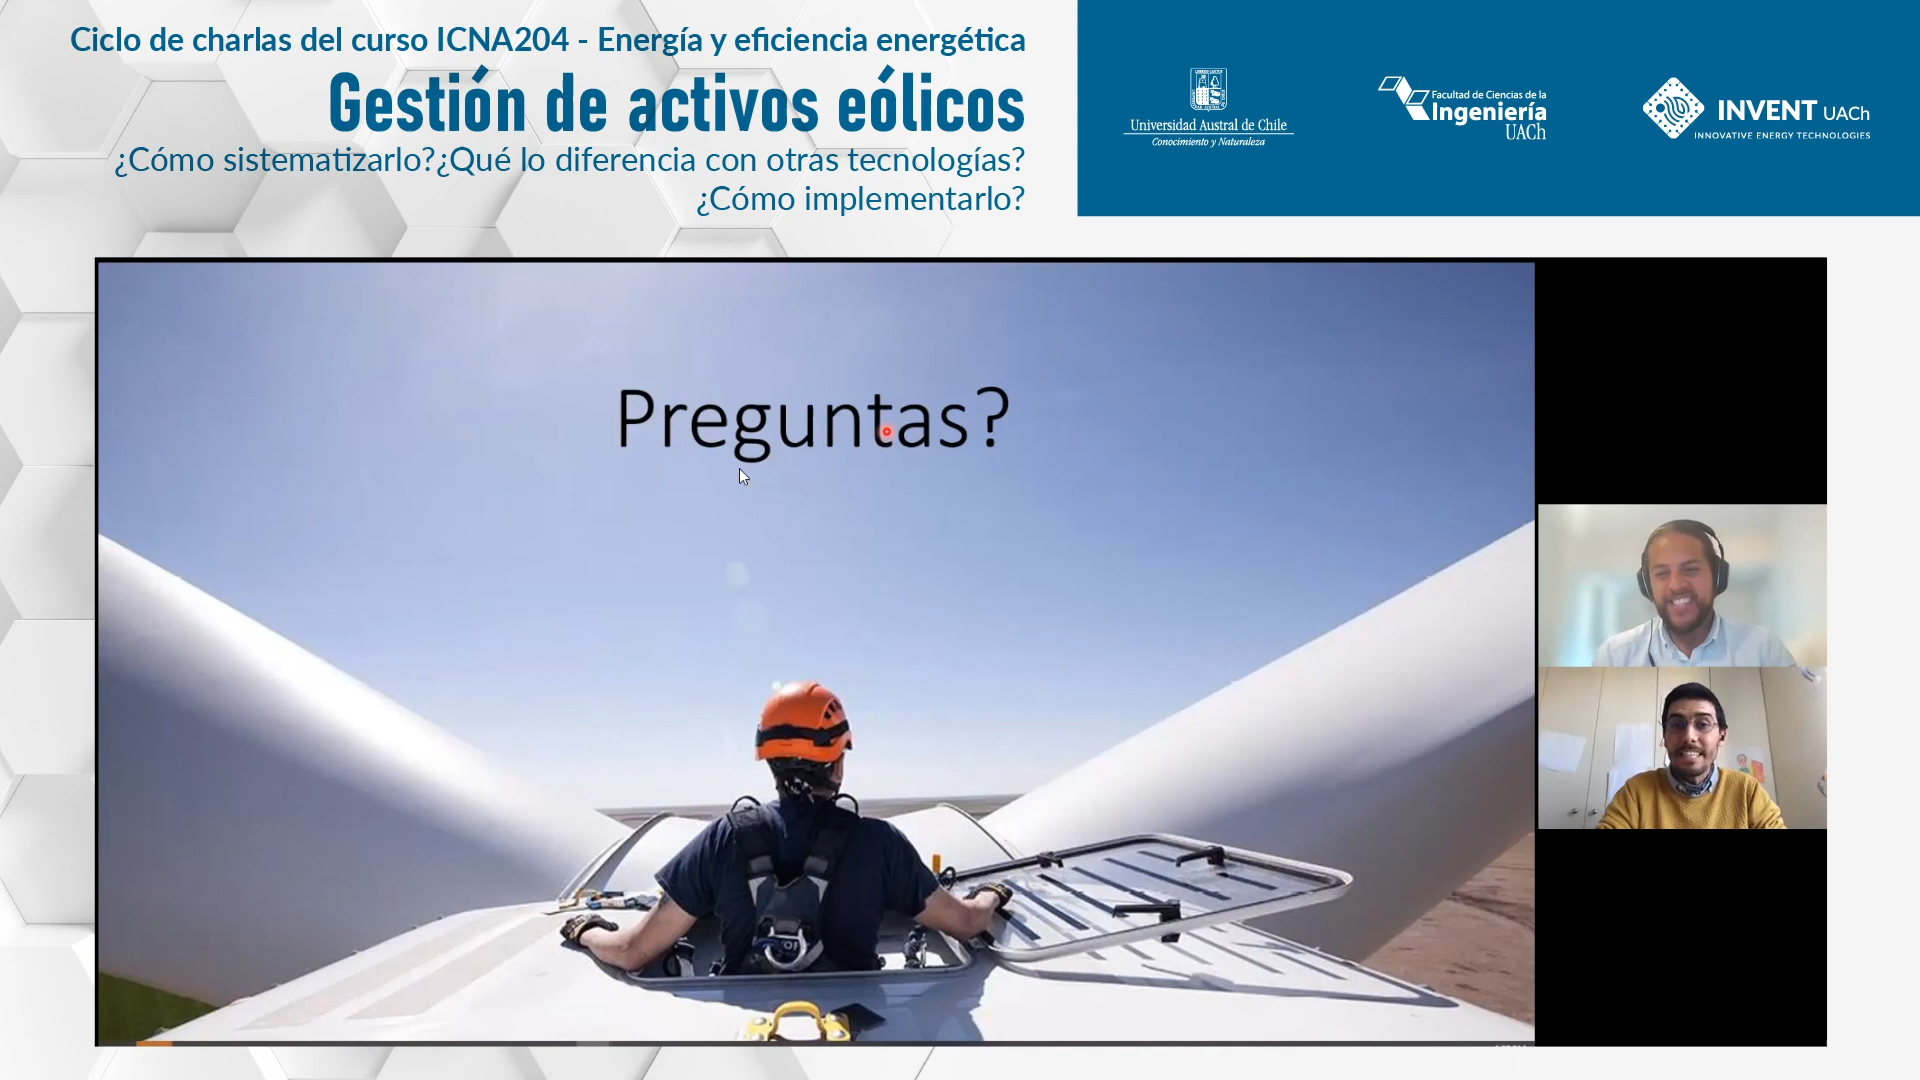 Ciclo de charlas del curso ICNA204 - Energía y eficiencia energética
Gestión de activos eólicos
¿Cómo sistematizarlo?¿Qué lo diferencia con otras tecnologías?
¿Cómo implementarlo?
Universidad Austral de Chile
Conocimiento y Naturaleza
Facultad de Ciencias de la
Ingeniería
UACh
INVENT UACh
INNOVATIVE ENERGY TECHNOLOGIES
Preguntas?